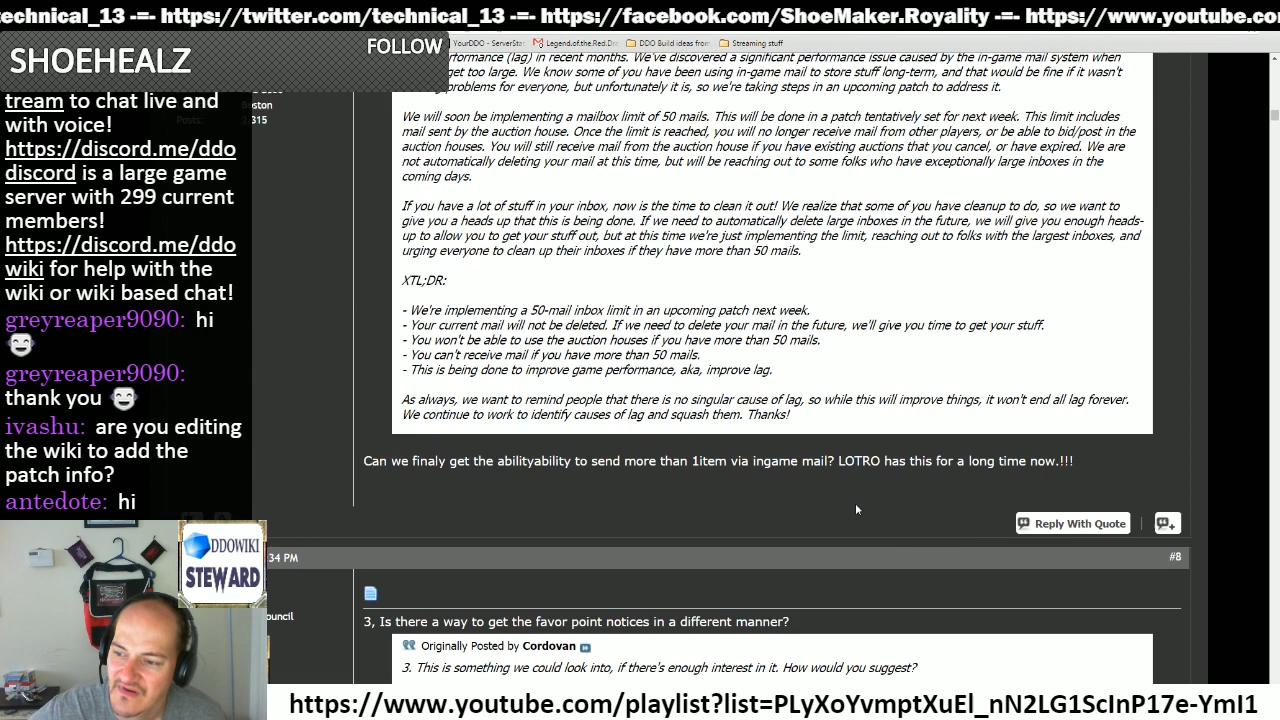 technical_13 -=- https://twitter.com/technical_13 -=- https://facebook.com/ShoeMaker.Royality -=- https://www.youtube.co
SHOEHEALZ
FOLLOW
YourDDO - ServerStat
Legend.of.the.Red.Dr
DDO Build ideas from
Streaming stuff
tream to chat live and
with voice!
https://discord.me/ddo
discord is a large game
server with 299 current
members!
https://discord.me/ddo
wiki for help with the
wiki or wiki based chat!
greyreaper9090: hi
greyreaper9090:
thank you
ivashu: are you editing
the wiki to add the
patch info?
antedote: hi
Boston
Posts:
,315
rformance (lag) in recent months. We've discovered a significant performance issue caused by the in-game mail system when
get too large. We know some of you have been using in-game mail to store stuff long-term, and that would be fine if it wasn't
problems for everyone, but unfortunately it is, so we're taking steps in an upcoming patch to address it.
We will soon be implementing a mailbox limit of 50 mails. This will be done in a patch tentatively set for next week. This limit includes
mail sent by the auction house. Once the limit is reached, you will no longer receive mail from other players, or be able to bid/post in the
auction houses. You will still receive mail from the auction house if you have existing auctions that you cancel, or have expired. We are
not automatically deleting your mail at this time, but will be reaching out to some folks who have exceptionally large inboxes in the
coming days.
If you have a lot of stuff in your inbox, now is the time to clean it out! We realize that some of you have cleanup to do, so we want to
give you a heads up that this is being done. If we need to automatically delete large inboxes in the future, we will give you enough heads-
up to allow you to get your stuff out, but at this time we're just implementing the limit, reaching out to folks with the largest inboxes, and
urging everyone to clean up their inboxes if they have more than 50 mails.
XTL;DR:
- We're implementing a 50-mail inbox limit in an upcoming patch next week.
- Your current mail will not be deleted. If we need to delete your mail in the future, we'll give you time to get your stuff.
- You won't be able to use the auction houses if you have more than 50 mails.
- You can't receive mail if you have more than 50 mails.
- This is being done to improve game performance, aka, improve lag.
As always, we want to remind people that there is no singular cause of lag, so while this will improve things, it won't end all lag forever.
We continue to work to identify causes of lag and squash them. Thanks!
Can we finaly get the abilityability to send more than 1item via ingame mail? LOTRO has this for a long time now.!!!
Reply With Quote
34 PM
#8
ouncil
3, Is there a way to get the favor point notices in a different manner?
Originally Posted by Cordovan
3. This is something we could look into, if there's enough interest in it. How would you suggest?
DDOWIKI
STEWARD
https://www.youtube.com/playlist?list=PLyXoYvmptXuEl_nN2LG1ScInP17e-YmI1